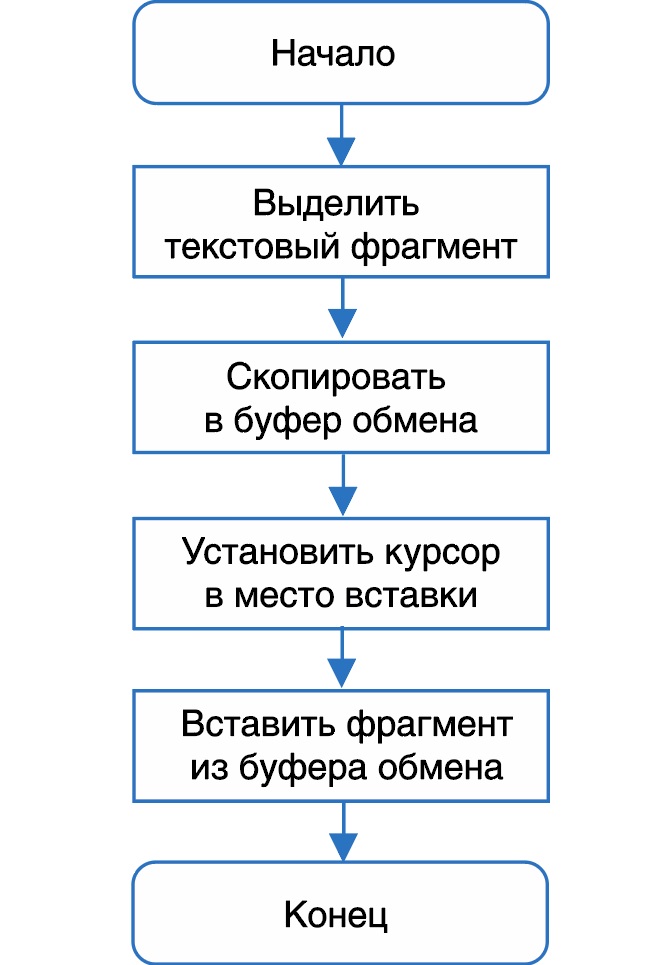 Начало
Выделить
текстовый фрагмент
Скопировать
в буфер обмена
Установить курсор
в место вставки
Вставить фрагмент
из буфера обмена
Конец